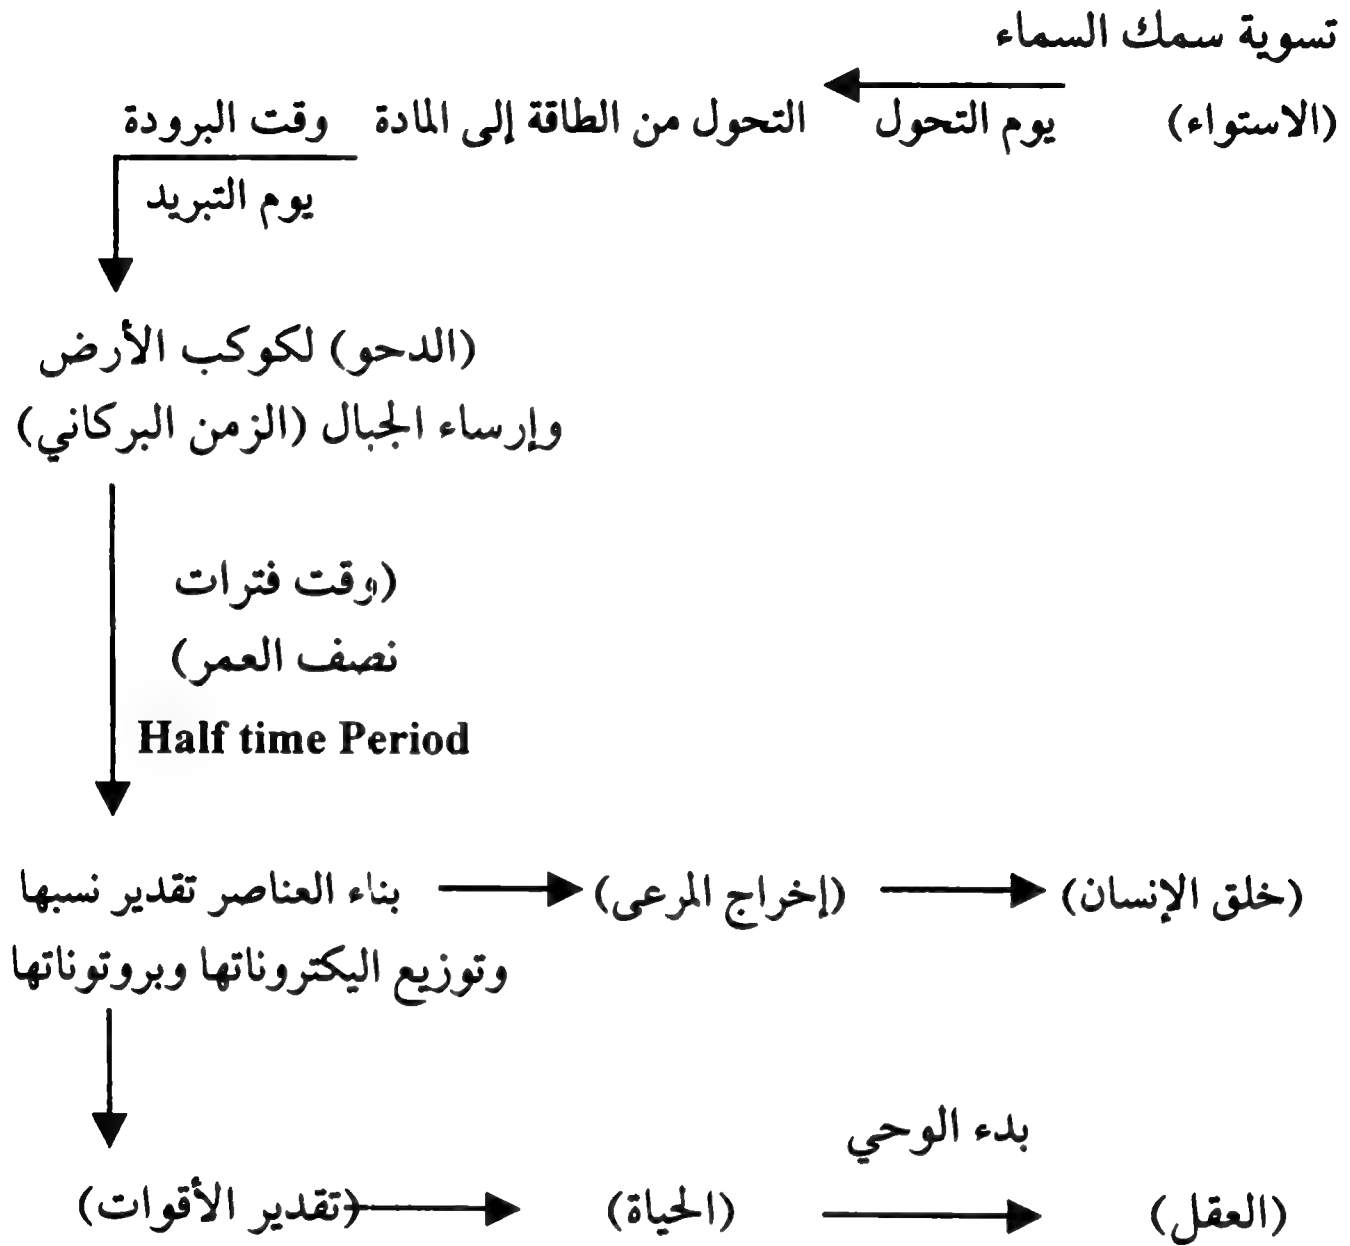 تسوية سمك السماء
(الاستواء) يوم التحول التحول من الطاقة إلى المادة وقت البرودة
يوم التبريد
(الدحو) لكوكب الأرض
وإرساء الجبال (الزمن البركاني)
(وقت فترات
نصف العمر)
Half time Period
بناء العناصر تقدير نسبها (إخراج المرعى) (خلق الإنسان)
وتوزيع اليكتروناتها وبروتوناتها
بدء الوحي
(تقدير الأقوات) (الحياة) (العقل)